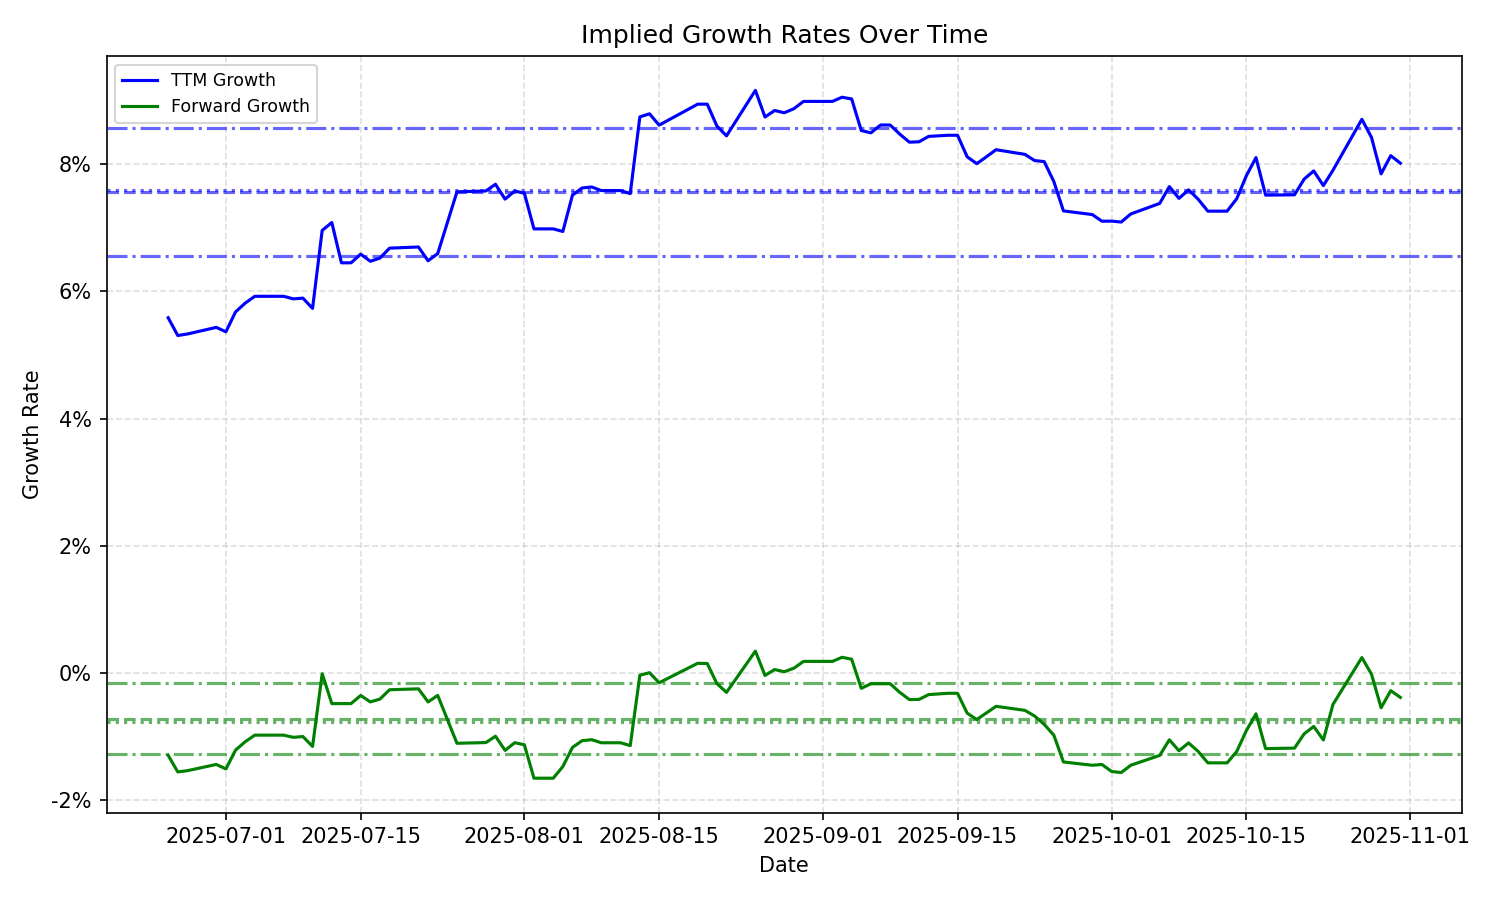 Implied Growth Rates Over Time
TTM Growth
Forward Growth
8%
6%
4%
2%
0%
-2%
Growth Rate
2025-07-01 2025-07-15 2025-08-01 2025-08-15 2025-09-01 2025-09-15 2025-10-01 2025-10-15 2025-11-01
Date